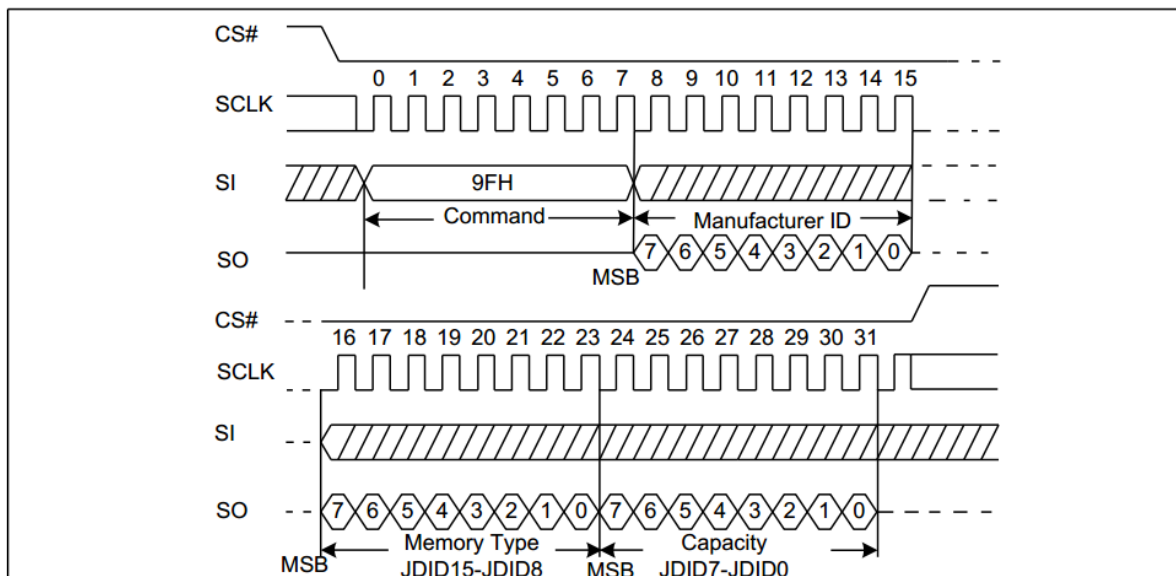 CS#
0 1 2 3 4 5 6 7 8 9 10 11 12 13 14 15
SCLK
SI 9FH
Command Manufacturer ID
SO 7 6 5 4 3 2 1 0
MSB
CS#
16 17 18 19 20 21 22 23 24 25 26 27 28 29 30 31
SCLK
SI
SO 7 6 5 4 3 2 1 0 7 6 5 4 3 2 1 0
Memory Type Capacity
MSB JDID15-JDID8 MSB JDID7-JDID0